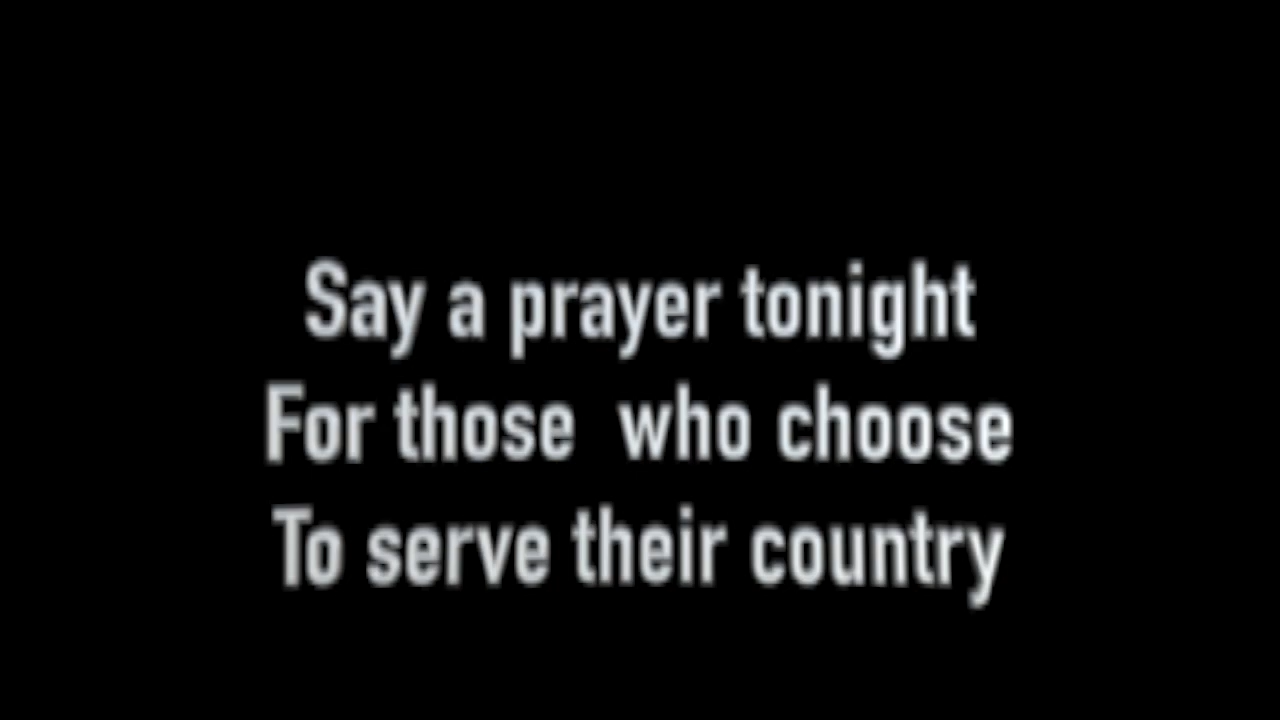 Say a prayer tonight
For those  who choose
To serve their country